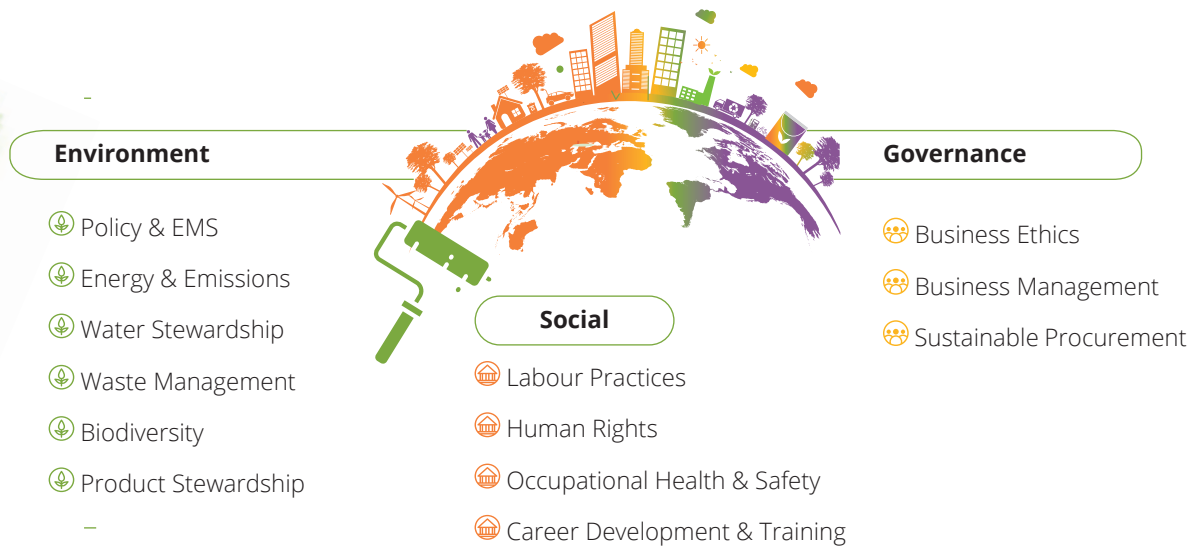 Environment
Policy & EMS
Energy & Emissions
Water Stewardship
Waste Management
Biodiversity
Product Stewardship
Social
Labour Practices
Human Rights
Occupational Health & Safety
Career Development & Training
Governance
Business Ethics
Business Management
Sustainable Procurement